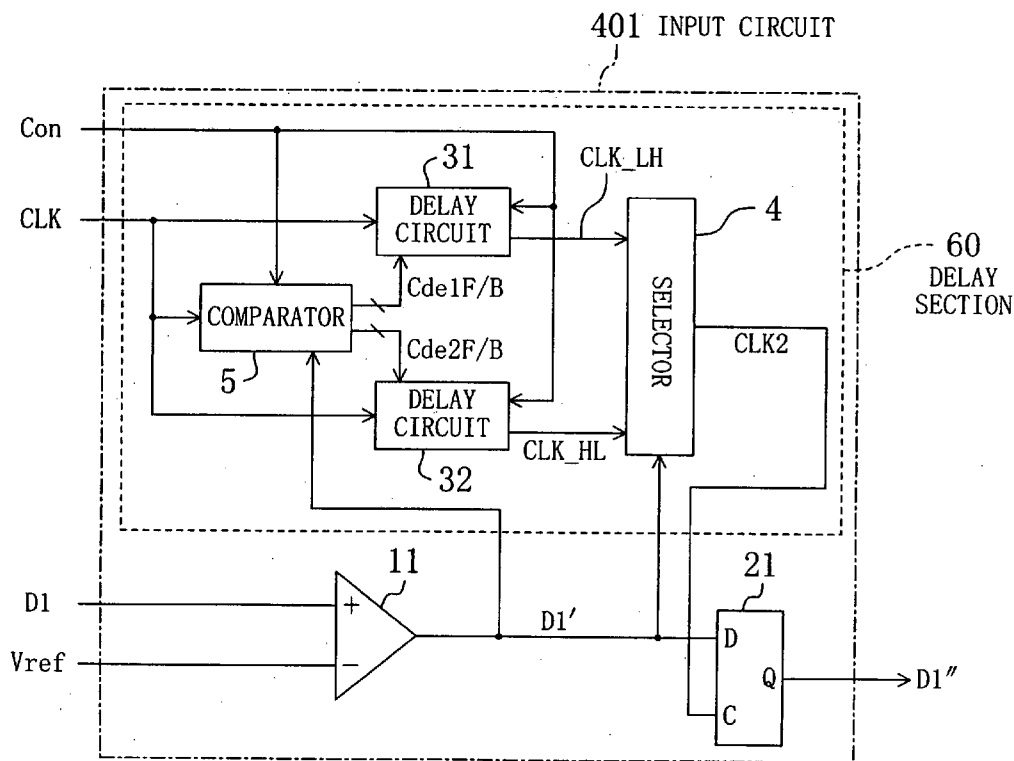 401 INPUT CIRCUIT
Con
31
CLK_LH
CLK
DELAY
CIRCUIT
4
60
DELAY
SECTION
Cde1F/B
COMPARATOR
SELECTOR
CLK2
5
Cde2F/B
DELAY
CIRCUIT
CLK_HL
32
11
21
D1
+
D1′
D
Vref
−
Q
D1″
C